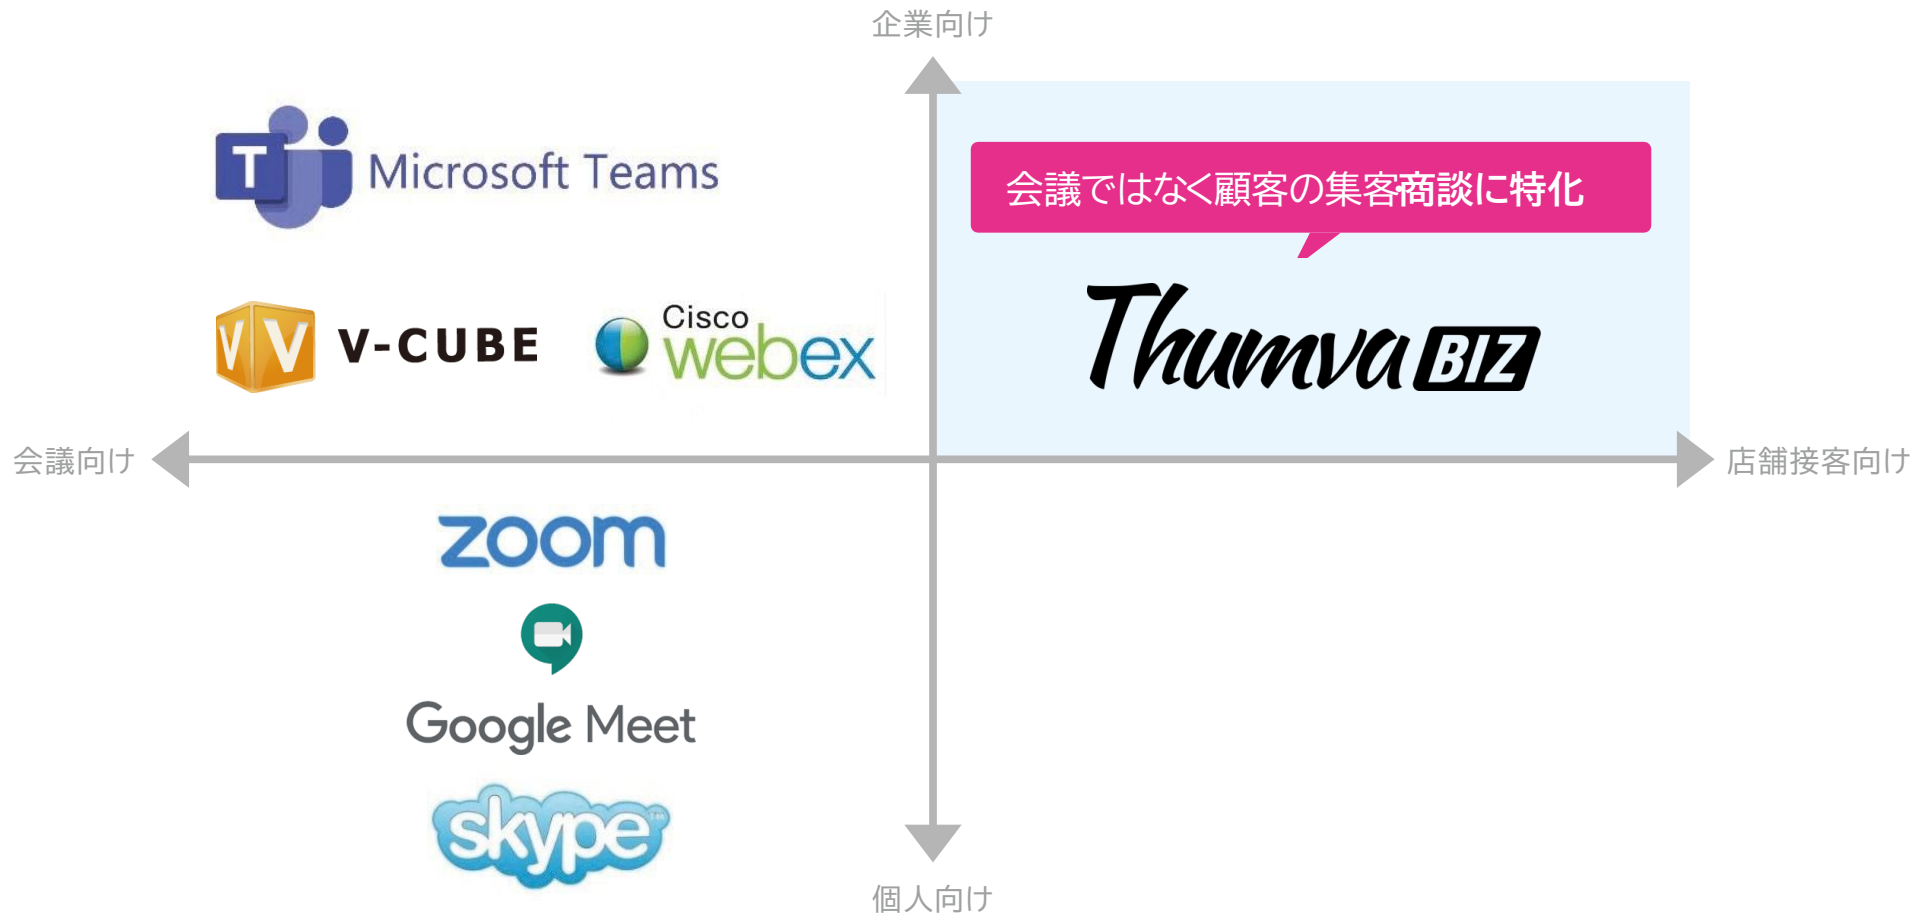 企業向け
Microsoft Teams
会議ではなく顧客の集客・商談に特化
V-CUBE
Cisco
webex
Thumva BIZ
会議向け
店舗接客向け
zoom
Google Meet
skype
個人向け